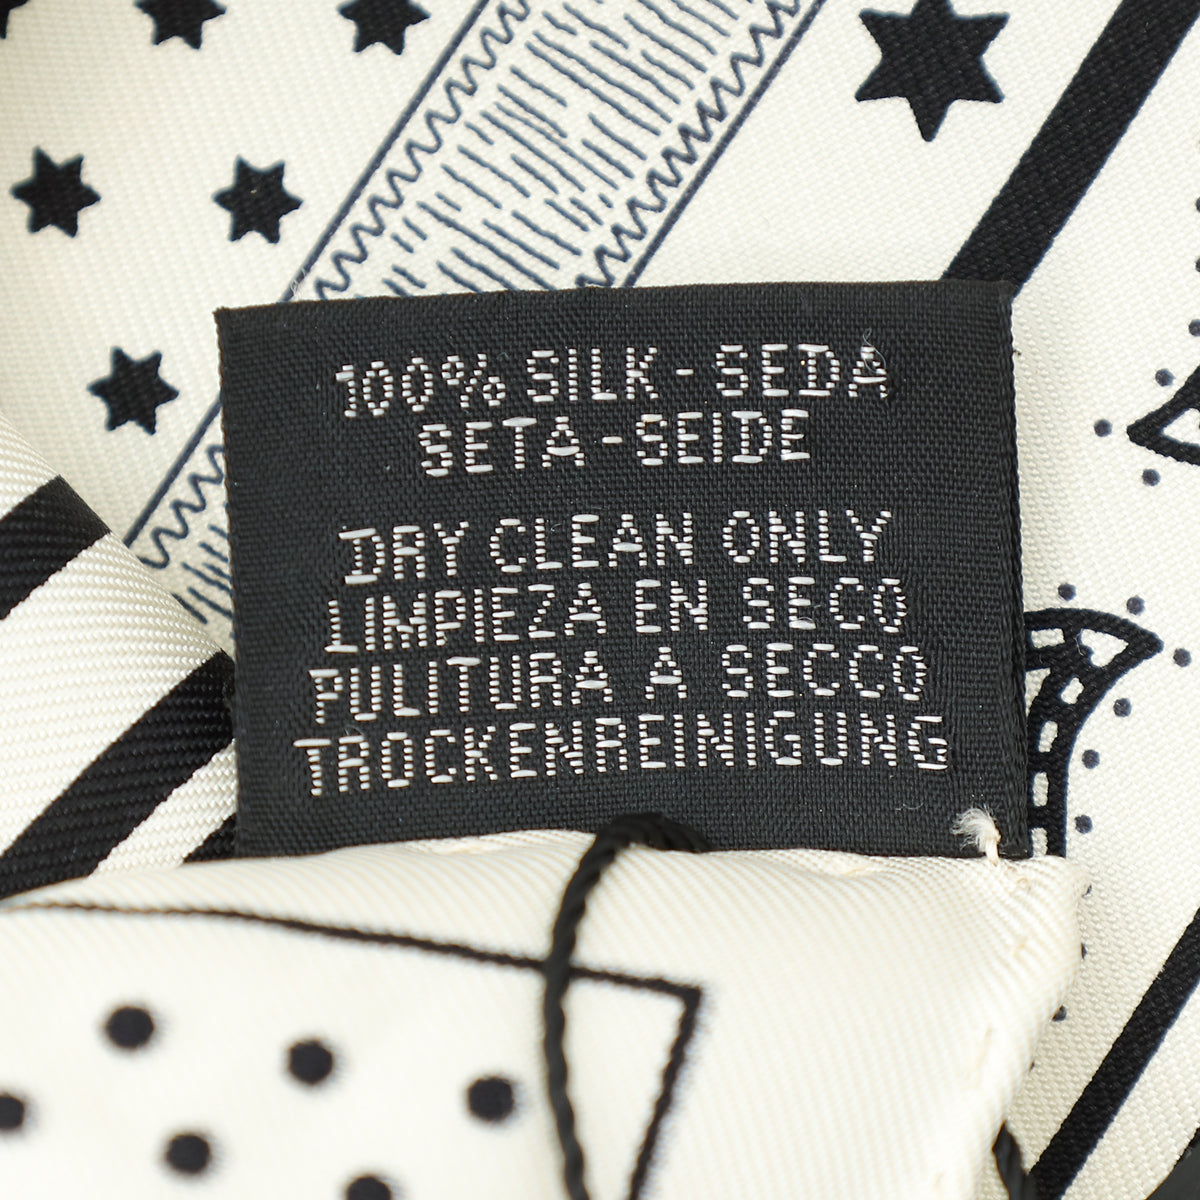 100% SILK - SEDA
SETA - SEIDE
DRY CLEAN ONLY
LIMPIEZA EN SECO
PULITURA A SECCO
TROCKENREINIGUNG